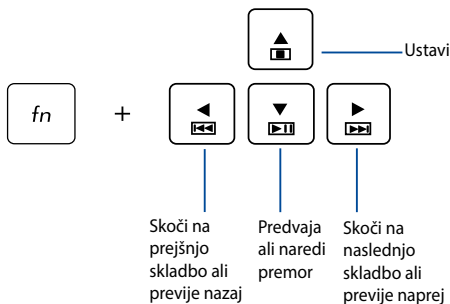 Ustavi
fn
+
Skoči na
prejšnjo
skladbo ali
previje nazaj
Predvaja
ali naredi
premor
Skoči na
naslednjo
skladbo ali
previje naprej